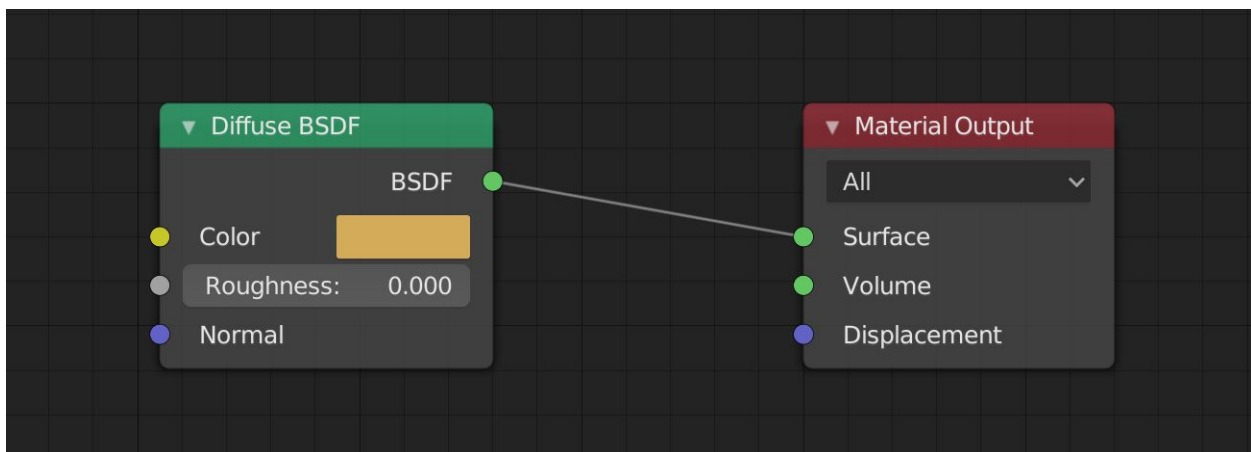 Diffuse BSDF
BSDF
Color
Roughness: 0.000
Normal
Material Output
All
Surface
Volume
Displacement